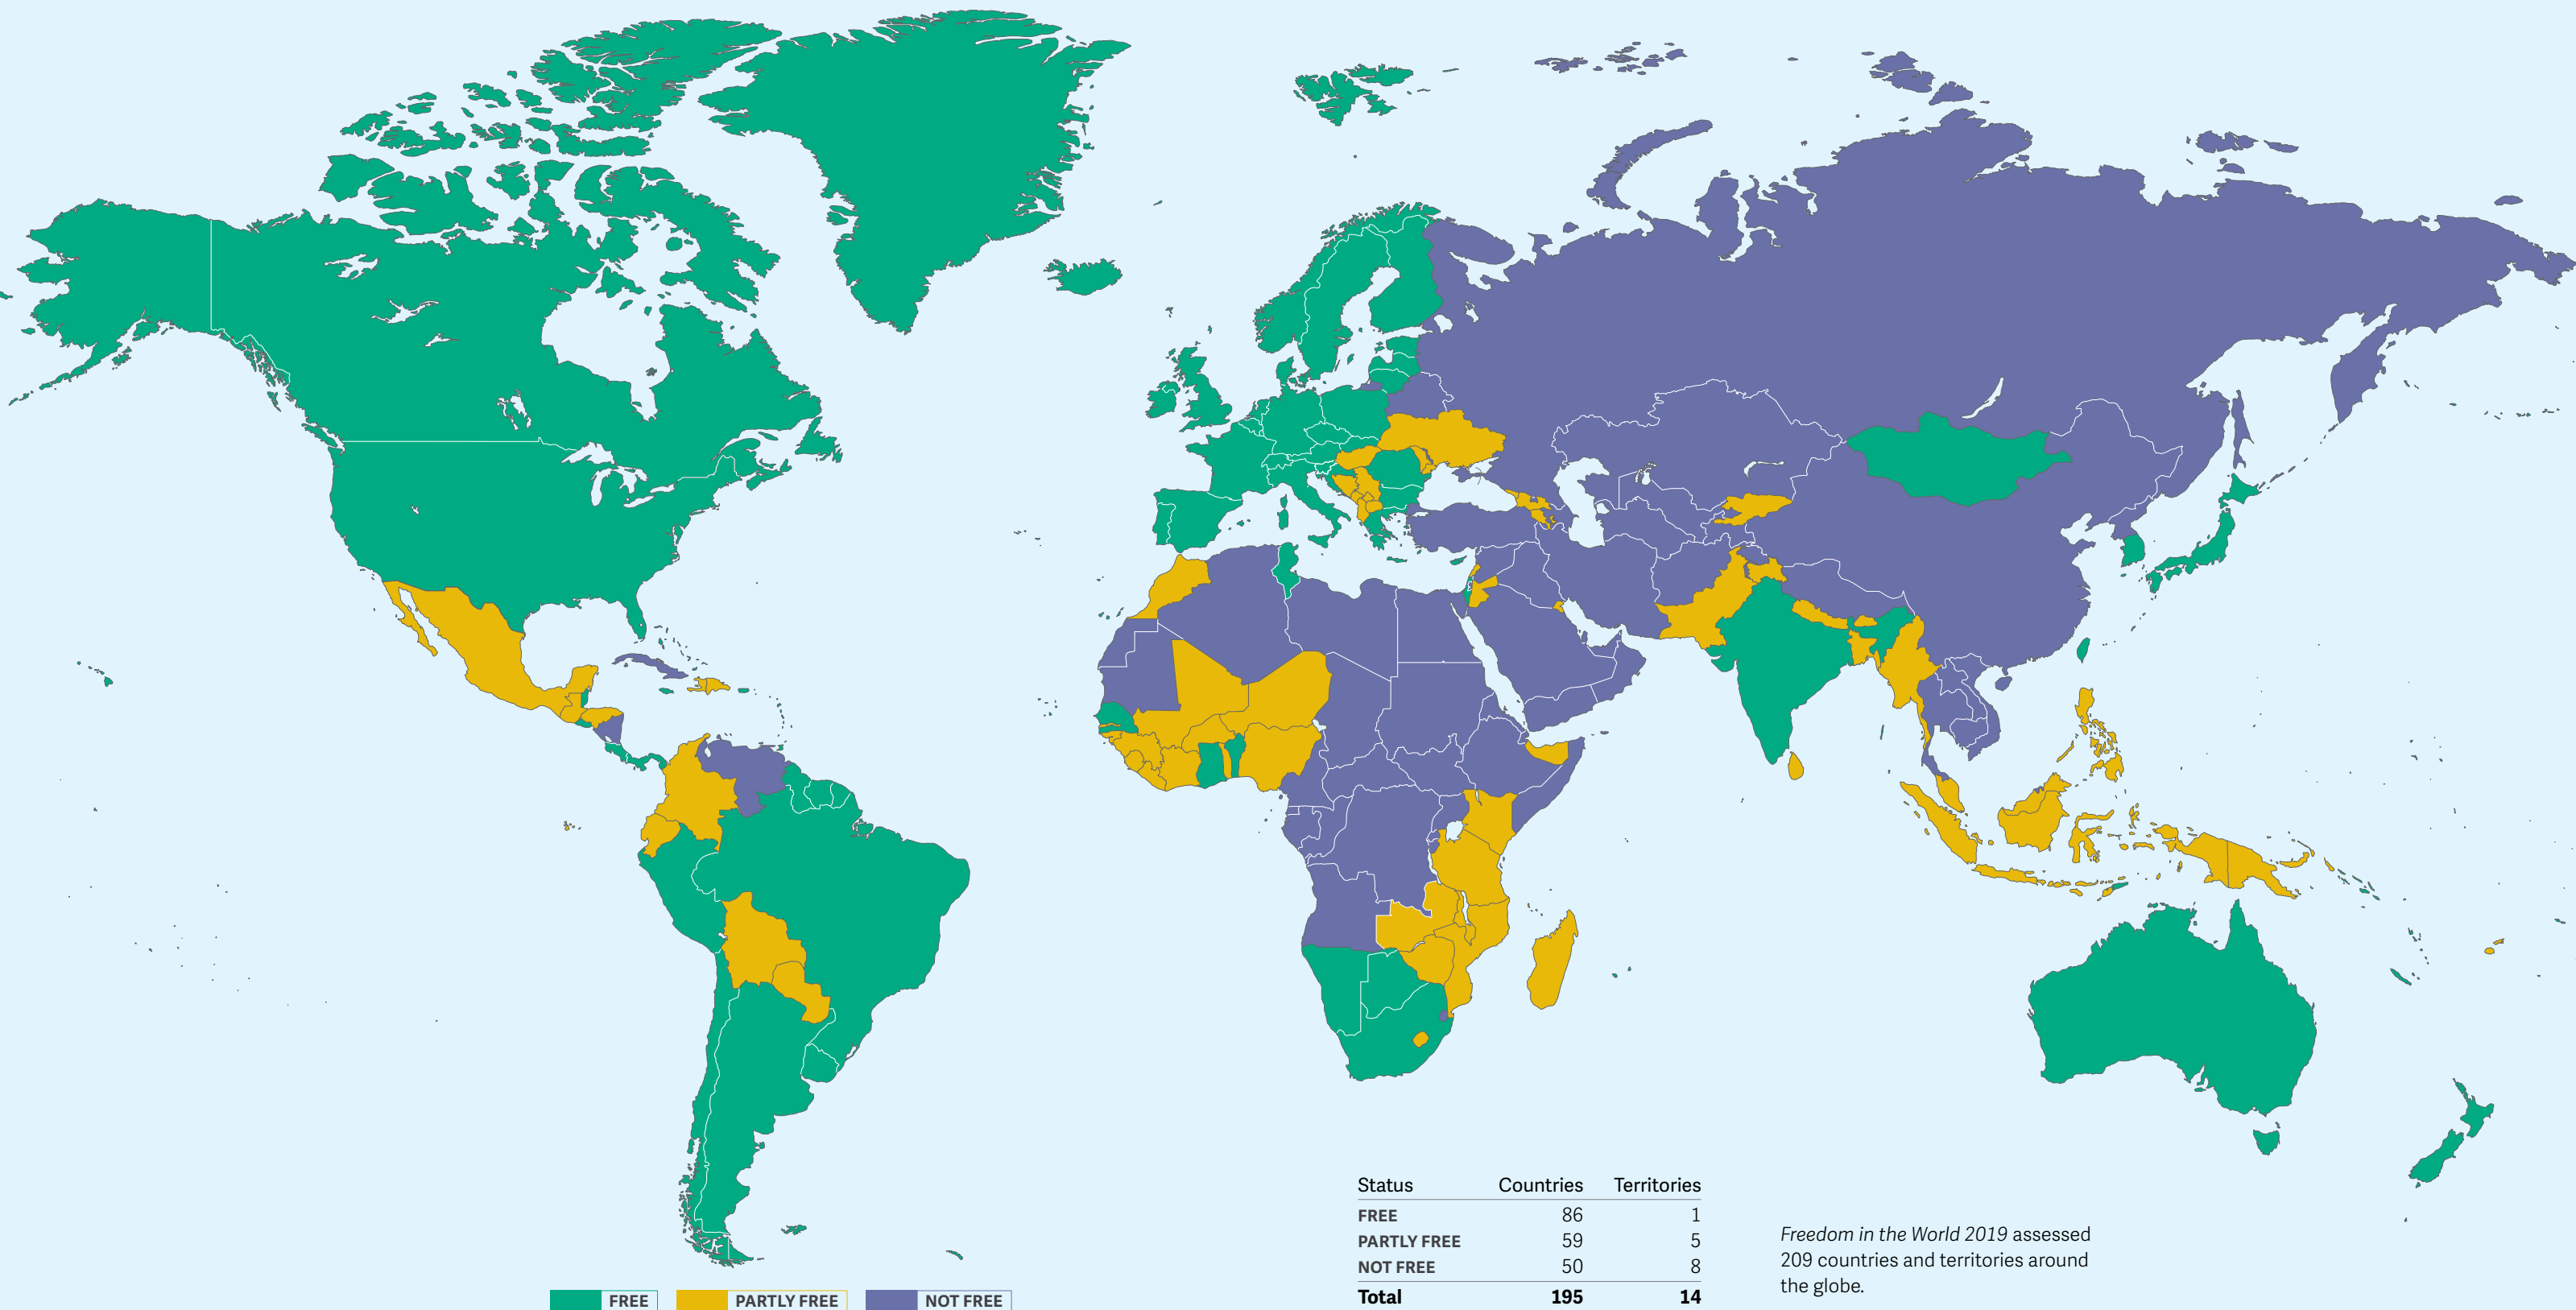 Status Countries Territories
FREE 86 1
PARTLY FREE 59 5
NOT FREE 50 8
Total 195 14
Freedom in the World 2019 assessed
209 countries and territories around
the globe.
FREE PARTLY FREE NOT FREE